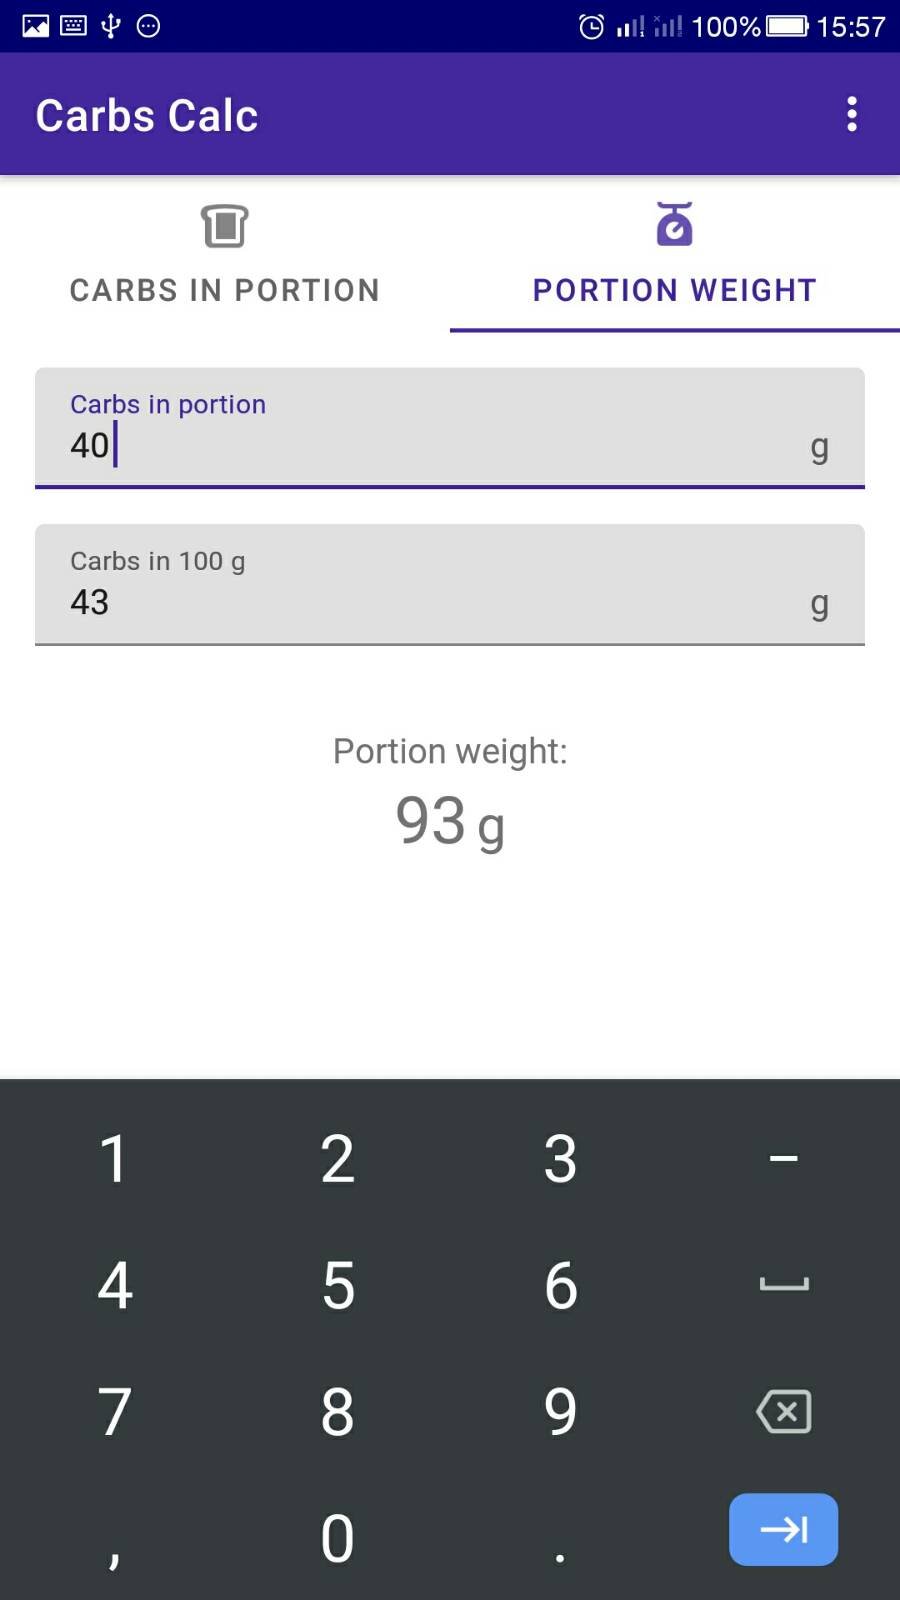 100% 15:57
Carbs Calc
CARBS IN PORTION
PORTION WEIGHT
Carbs in portion
40 g
Carbs in 100 g
43 g
Portion weight:
93 g
1 2 3 –
4 5 6
7 8 9
, 0 .